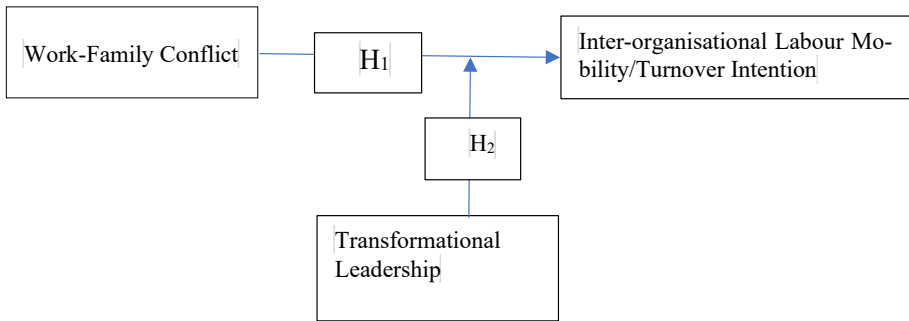 Work-Family Conflict
H1
Inter-organisational Labour Mo-
bility/Turnover Intention
H2
Transformational
Leadership